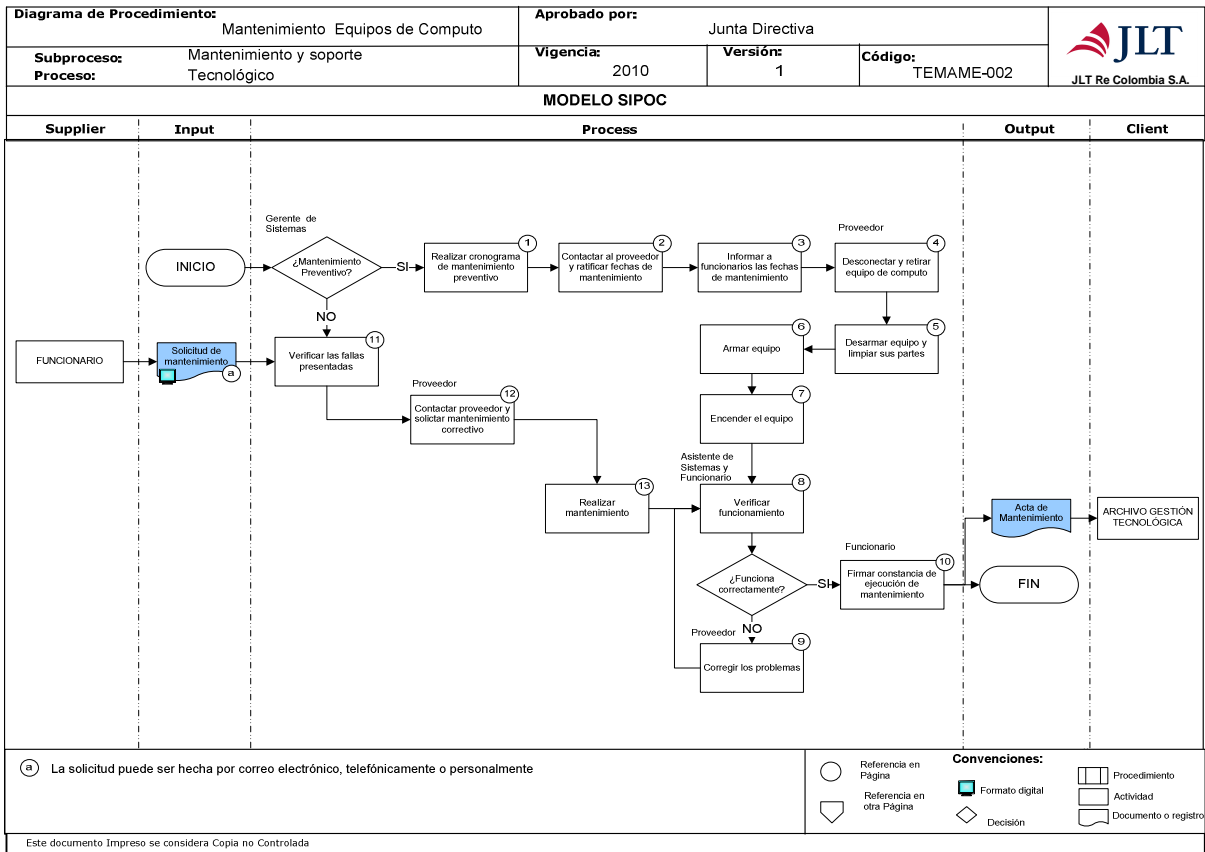 Diagrama de Procedimiento:
Mantenimiento Equipos de Computo
Aprobado por:
Junta Directiva
Subproceso:
Mantenimiento y soporte
Proceso:
Tecnológico
Vigencia:
2010
Versión:
1
Código:
TEMAME-002
JLT
JLT Re Colombia S.A.
MODELO SIPOC
Supplier
Input
Process
Output
Client
Gerente de
Sistemas
INICIO
¿Mantenimiento
Preventivo?
SI
1
Realizar cronograma
de mantenimiento
preventivo
2
Contactar al proveedor
y ratificar fechas de
mantenimiento
3
Informar a
funcionarios las fechas
de mantenimiento
Proveedor
4
Desconectar y retirar
equipo de computo
NO
FUNCIONARIO
Solicitud de
mantenimiento
a
11
Verificar las fallas
presentadas
6
Armar equipo
5
Desarmar equipo y
limpiar sus partes
Proveedor
12
Contactar proveedor y
solictar mantenimiento
correctivo
7
Encender el equipo
Asistente de
Sistemas y
Funcionario
13
Realizar
mantenimiento
8
Verificar
funcionamiento
Acta de
Mantenimiento
ARCHIVO GESTIÓN
TECNOLÓGICA
¿Funciona
correctamente?
SI
Funcionario
10
Firmar constancia de
ejecución de
mantenimiento
FIN
NO
Proveedor
9
Corregir los problemas
a
La solicitud puede ser hecha por correo electrónico, telefónicamente o personalmente
Convenciones:
Referencia en
Página
Referencia en
otra Página
Formato digital
Decisión
Procedimiento
Actividad
Documento o registro
Este documento Impreso se considera Copia no Controlada